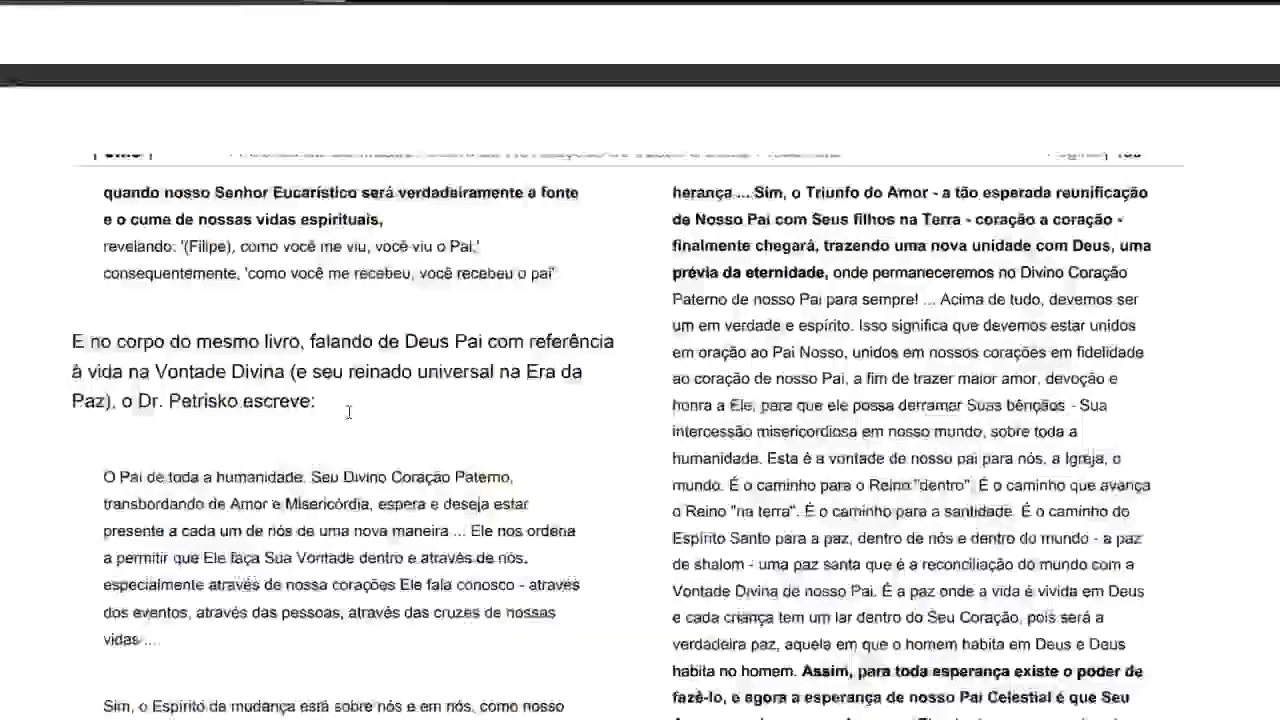 quando nosso Senhor Eucarístico será verdadeiramente a fonte
e o cume de nossas vidas espirituais,
revelando: '(Filipe), como você me viu, você viu o Pai;'
consequentemente, 'como você me recebeu, você recebeu o pai"
E no corpo do mesmo livro, falando de Deus Pai com referência
à vida na Vontade Divina (e seu reinado universal na Era da
Paz), o Dr. Petrisko escreve:
O Pai de toda a humanidade. Seu Divino Coração Paterno,
transbordando de Amor e Misericórdia, espera e deseja estar
presente a cada um de nós de uma nova maneira ... Ele nos ordena
a permitir que Ele faça Sua Vontade dentro e através de nós,
especialmente através de nossa corações Ele fala conosco - através
dos eventos, através das pessoas, através das cruzes de nossas
vidas ....
Sim, o Espírito da mudança está sobre nós e em nós, como nosso
herança ... Sim, o Triunfo do Amor - a tão esperada reunificação
de Nosso Pai com Seus filhos na Terra - coração a coração -
finalmente chegará, trazendo uma nova unidade com Deus, uma
prévia da eternidade, onde permaneceremos no Divino Coração
Paterno de nosso Pai para sempre! ... Acima de tudo, devemos ser
um em verdade e espírito. Isso significa que devemos estar unidos
em oração ao Pai Nosso, unidos em nossos corações em fidelidade
ao coração de nosso Pai, a fim de trazer maior amor, devoção e
honra a Ele, para que ele possa derramar Suas bênçãos - Sua
intercessão misericordiosa em nosso mundo, sobre toda a
humanidade. Esta é a vontade de nosso pai para nós, a Igreja, o
mundo. É o caminho para o Reino "dentro". É o caminho que avança
o Reino "na terra". É o caminho para a santidade. É o caminho do
Espírito Santo para a paz, dentro de nós e dentro do mundo - a paz
de shalom - uma paz santa que é a reconciliação do mundo com a
Vontade Divina de nosso Pai. É a paz onde a vida é vivida em Deus
e cada criança tem um lar dentro do Seu Coração, pois será a
verdadeira paz, aquela em que o homem habita em Deus e Deus
habita no homem. Assim, para toda esperança existe o poder de
fazê-lo, e agora a esperança de nosso Pai Celestial é que Seu